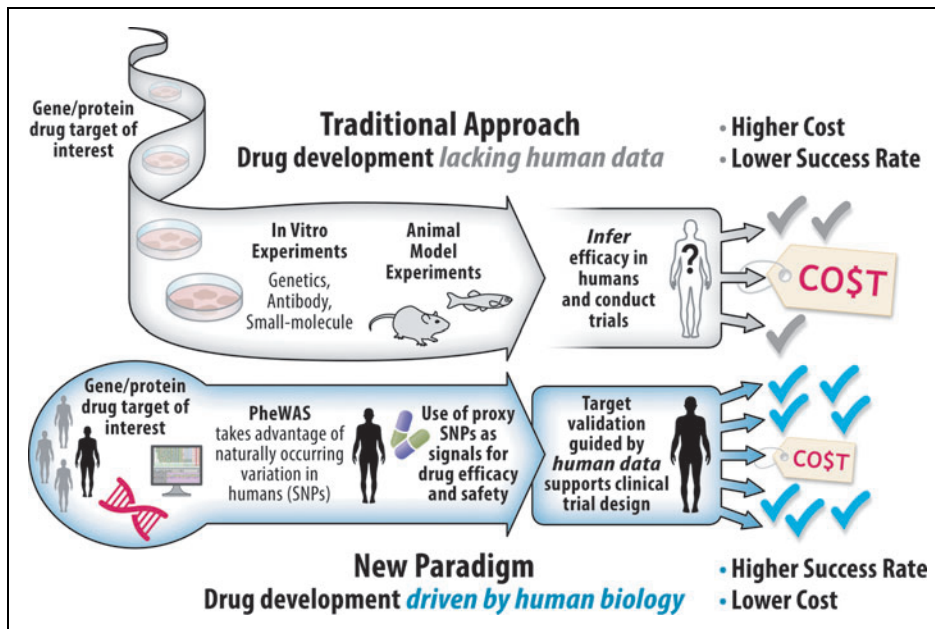 Gene/protein
drug target of
interest
Traditional Approach
Drug development lacking human data
• Higher Cost
• Lower Success Rate
In Vitro
Experiments
Genetics,
Antibody,
Small-molecule
Animal
Model
Experiments
Infer
efficacy in
humans
and conduct
trials
?
CO$T
Gene/protein
drug target of
interest
PheWAS
takes advantage of
naturally occurring
variation in
humans (SNPs)
Use of proxy
SNPs as
signals for
drug efficacy
and safety
Target
validation
guided by
human data
supports clinical
trial design
CO$T
New Paradigm
Drug development driven by human biology
• Higher Success Rate
• Lower Cost